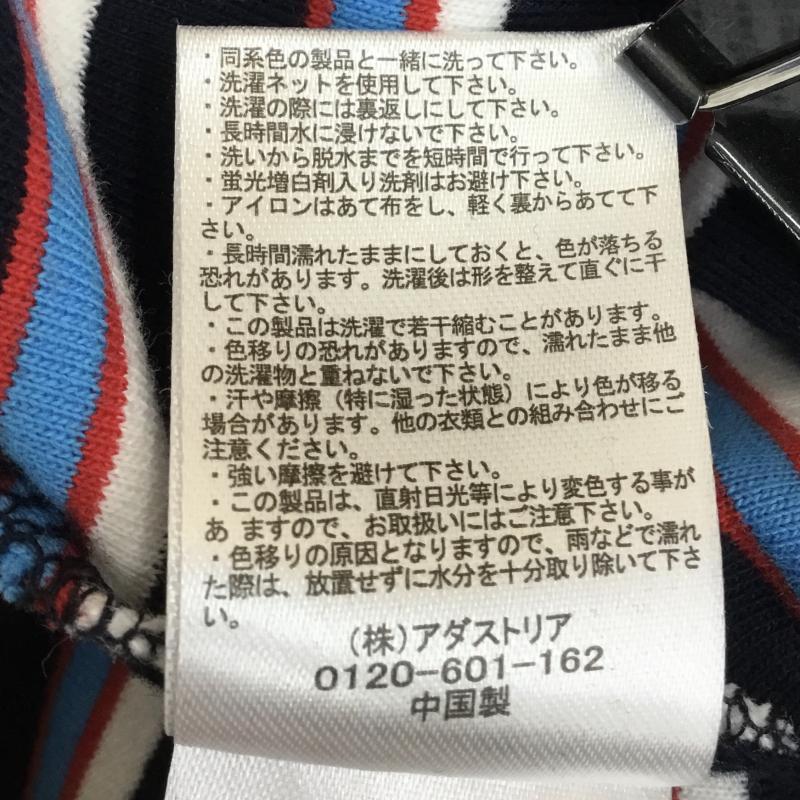 ・同系色の製品と一緒に洗って下さい。
・洗濯ネットを使用して下さい。
・洗濯の際には裏返しにして下さい。
・長時間水に浸けないで下さい。
・洗いから脱水までを短時間で行って下さい。
・蛍光増白剤入り洗剤はお避け下さい。
・アイロンはあて布をし、軽く裏からあてて下
さい。
・長時間濡れたままにしておくと、色が落ちる
恐れがあります。洗濯後は形を整えて直ぐに干
して下さい。
・この製品は洗濯で若干縮むことがあります。
・色移りの恐れがありますので、濡れたまま他
の洗濯物と重ねないで下さい。
・汗や摩擦（特に湿った状態）により色が移る
場合があります。他の衣類との組み合わせにご
注意ください。
・強い摩擦を避けて下さい。
・この製品は、直射日光等により変色する事が
あ ますので、お取扱いにはご注意下さい。
・色移りの原因となりますので、雨などで濡れ
た際は、放置せずに水分を十分取り除いて下さ
い。
（株）アダストリア
0120-601-162
中国製